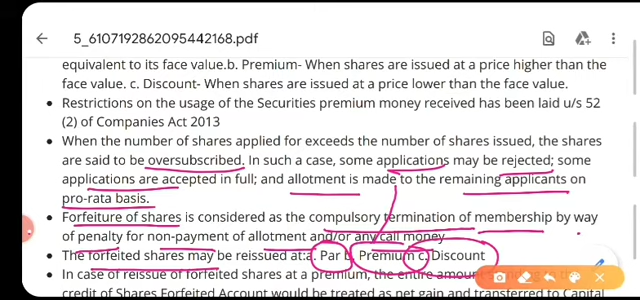 5_6107192862095442168.pdf
equivalent to its face value.b. Premium- When shares are issued at a price higher than the
face value. c. Discount- When shares are issued at a price lower than the face value.
• Restrictions on the usage of the Securities premium money received has been laid u/s 52
(2) of Companies Act 2013
• When the number of shares applied for exceeds the number of shares issued, the shares
are said to be oversubscribed. In such a case, some applications may be rejected; some
applications are accepted in full; and allotment is made to the remaining applicants on
pro-rata basis.
• Forfeiture of shares is considered as the compulsory termination of membership by way
of penalty for non-payment of allotment and/or any call money
• The forfeited shares may be reissued at:a. Par b. Premium c. Discount
• In case of reissue of forfeited shares at a premium, the entire amount
credit of Shares Forfeited Account would be treated as net gain and transferred to Capital